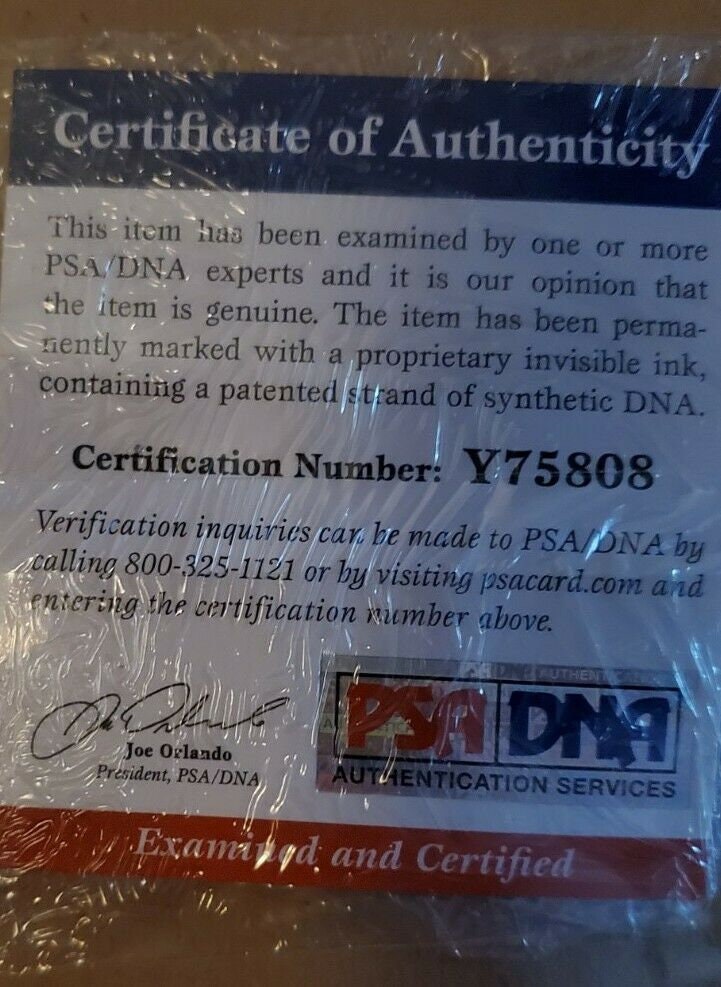 Certificate of Authenticity
This item has been examined by one or more
PSA/DNA experts and it is our opinion that
the item is genuine. The item has been perma-
nently marked with a proprietary invisible ink,
containing a patented strand of synthetic DNA.
Certification Number: Y75808
Verification inquiries can be made to PSA/DNA by
calling 800-325-1121 or by visiting psacard.com and
entering the certification number above.
Joe Orlando
President, PSA/DNA
PSA DNA
AUTHENTICATION SERVICES
Examined and Certified